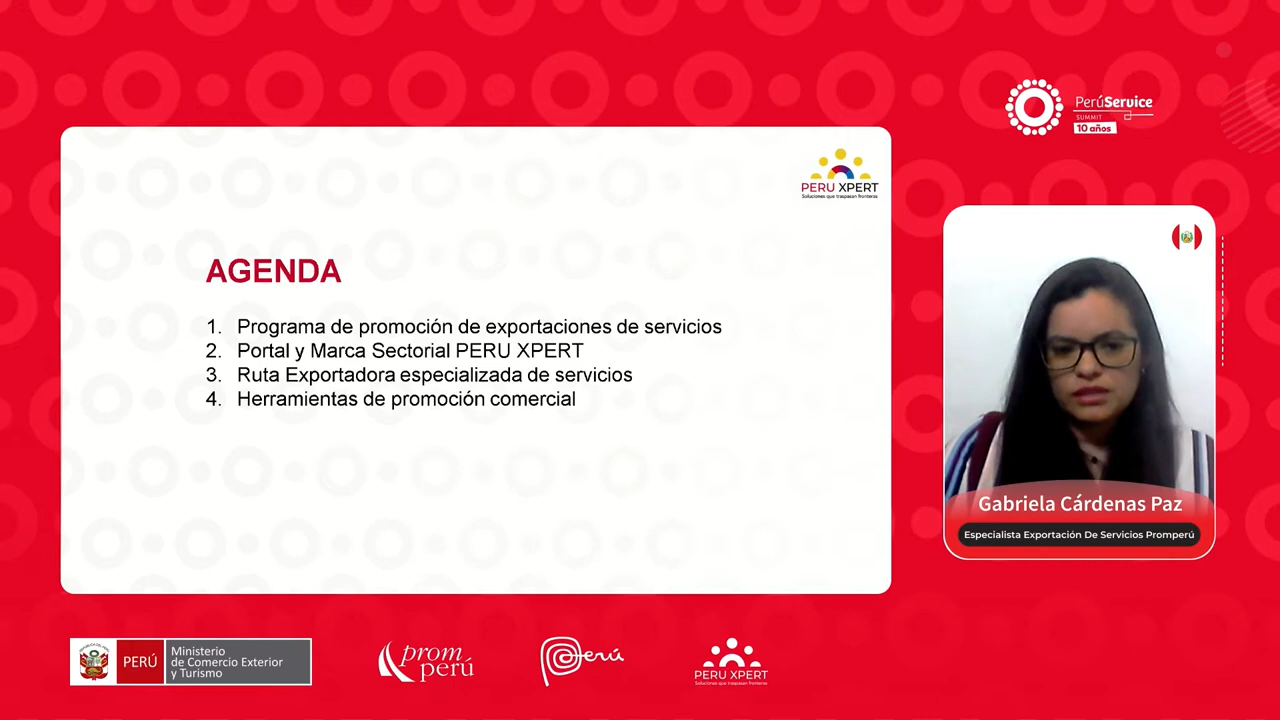 PerúService
SUMMIT
10 años
PERU XPERT
Soluciones que traspasan fronteras
AGENDA
1. Programa de promoción de exportaciones de servicios
2. Portal y Marca Sectorial PERU XPERT
3. Ruta Exportadora especializada de servicios
4. Herramientas de promoción comercial
Gabriela Cárdenas Paz
Especialista Exportación De Servicios Promperú
PERÚ
Ministerio
de Comercio Exterior
y Turismo
prom
perú
Perú
PERU XPERT
Soluciones que traspasan fronteras